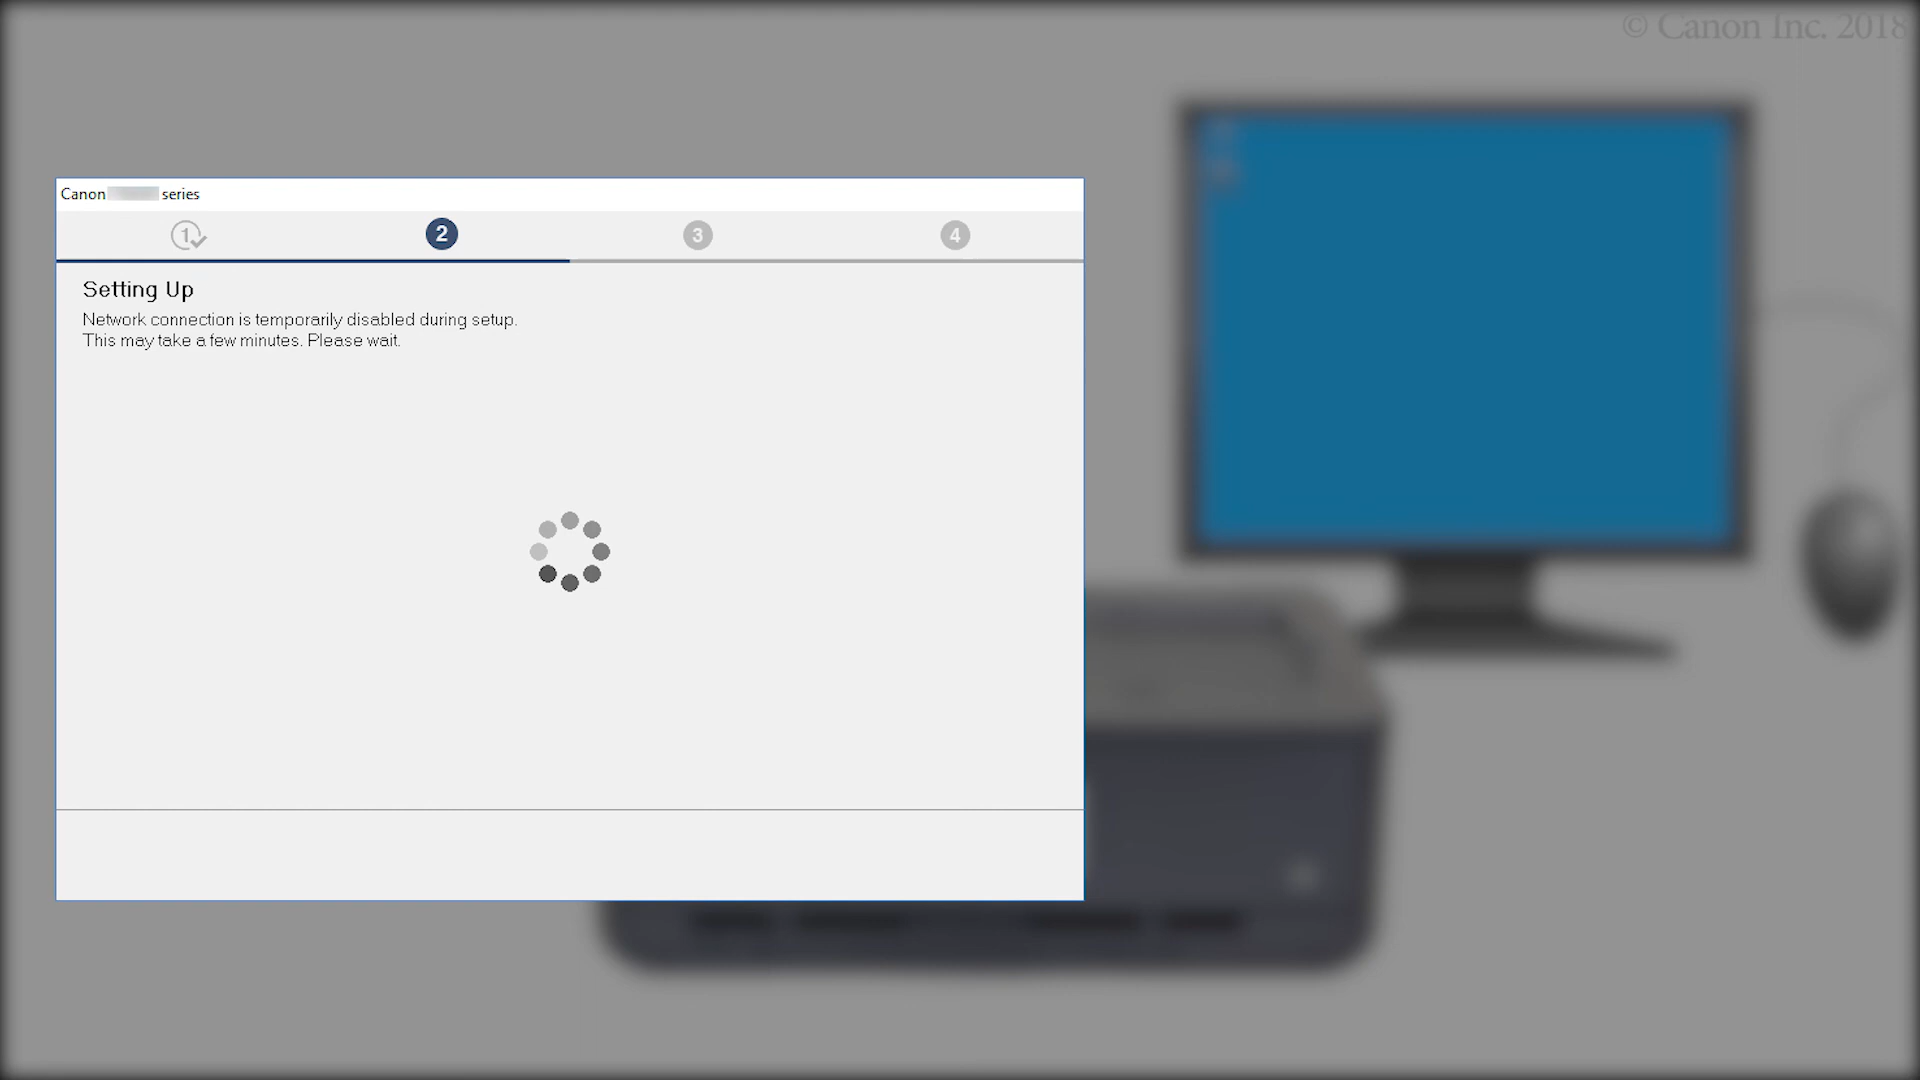 © Canon Inc. 2018
Canon series
1 2 3 4
Setting Up
Network connection is temporarily disabled during setup.
This may take a few minutes. Please wait.